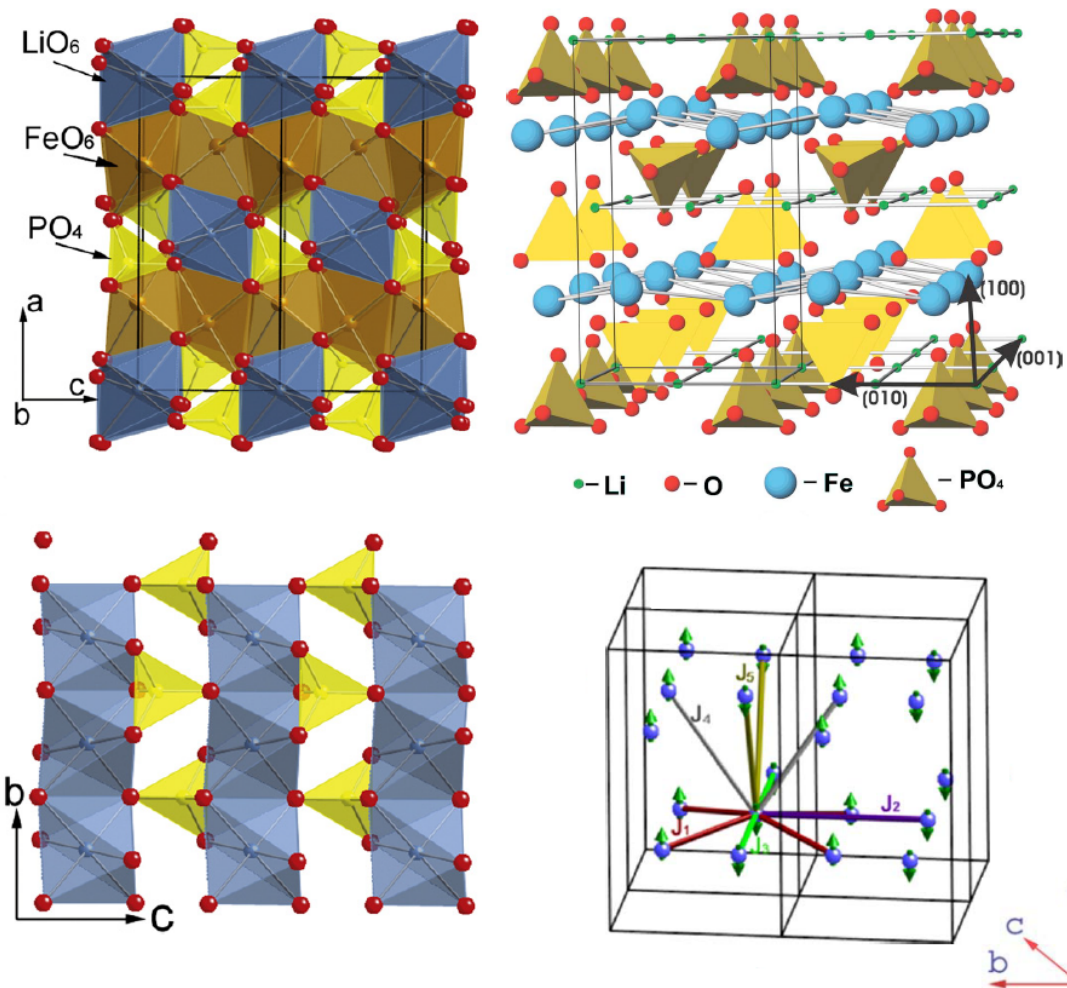 LiO₆
FeO₆
PO₄
a
c
b
(100)
(001)
(010)
Li
O
Fe
PO₄
b
c
J₅
J₄
J₂
J₁
J₃
c
b